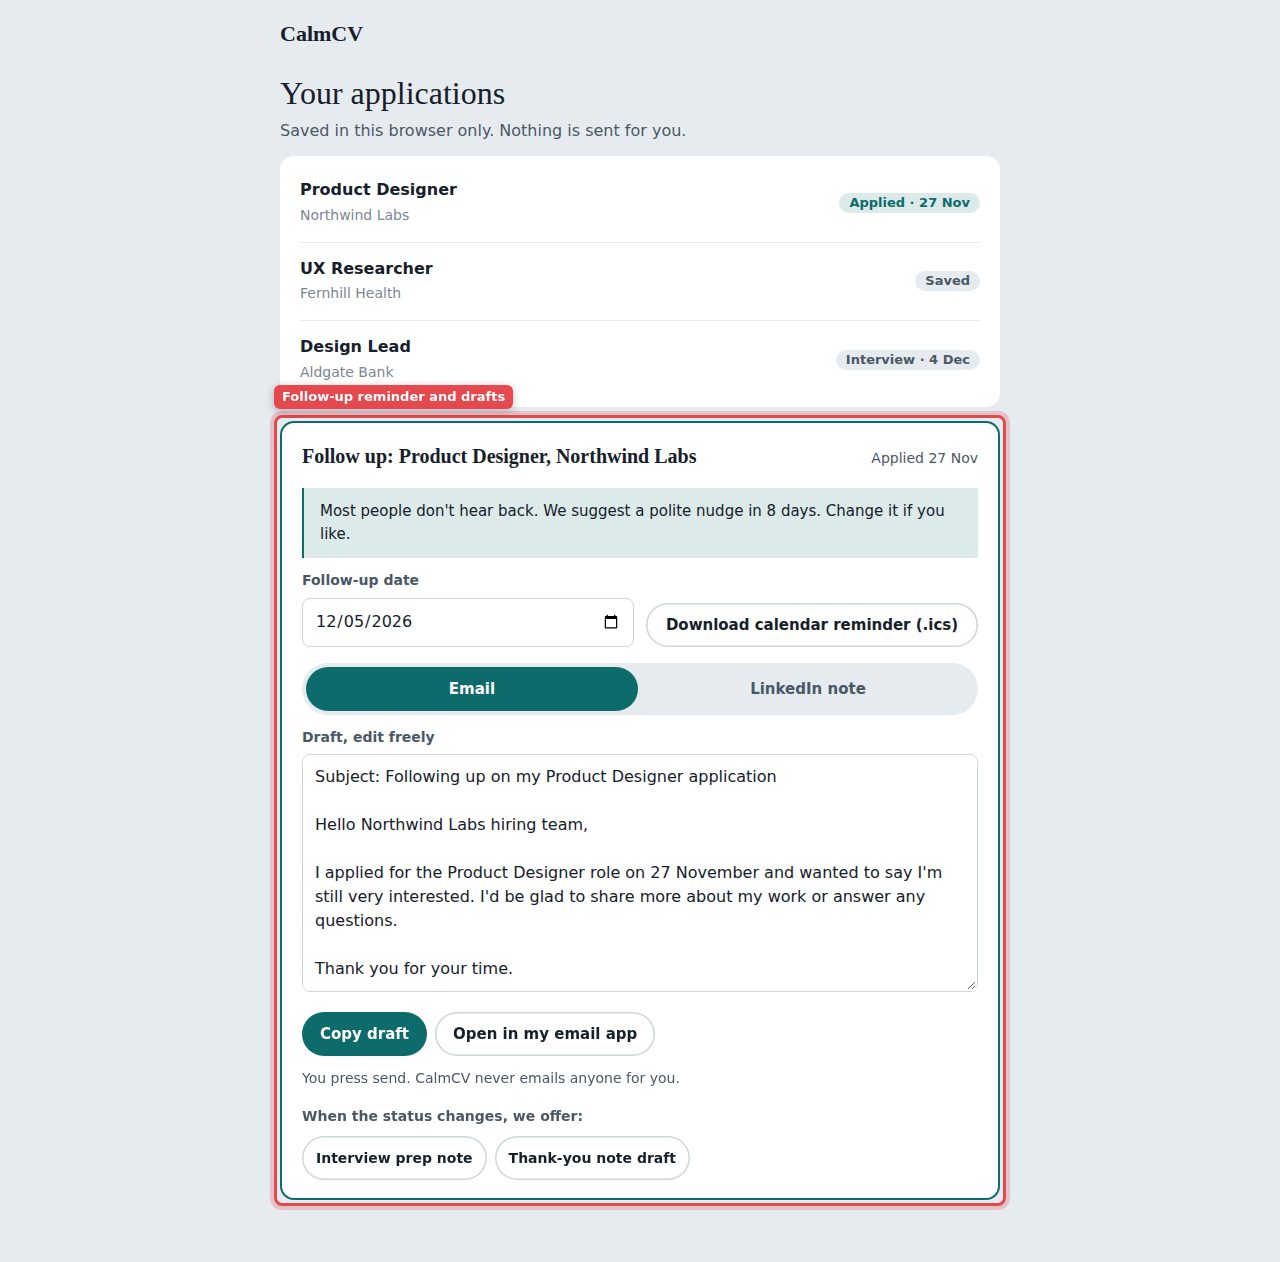 CalmCV
Your applications
Saved in this browser only. Nothing is sent for you.
Product Designer
Northwind Labs
Applied · 27 Nov
UX Researcher
Fernhill Health
Saved
Design Lead
Aldgate Bank
Interview · 4 Dec
Follow-up reminder and drafts
Follow up: Product Designer, Northwind Labs
Applied 27 Nov
Most people don't hear back. We suggest a polite nudge in 8 days. Change it if you
like.
Follow-up date
12/05/2026
Download calendar reminder (.ics)
Email
LinkedIn note
Draft, edit freely
Subject: Following up on my Product Designer application
Hello Northwind Labs hiring team,
I applied for the Product Designer role on 27 November and wanted to say I'm
still very interested. I'd be glad to share more about my work or answer any
questions.
Thank you for your time.
Copy draft
Open in my email app
You press send. CalmCV never emails anyone for you.
When the status changes, we offer:
Interview prep note
Thank-you note draft